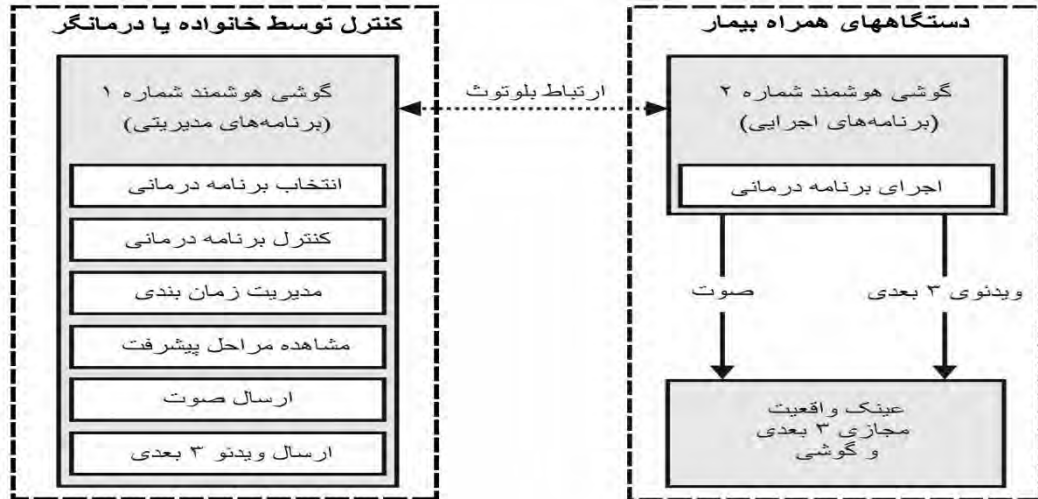 دستگاههای همراه بیمار
گوشی هوشمند شماره ۲
(برنامه‌های اجرایی)
اجرای برنامه درمانی
ویدئوی ۳ بعدی
صوت
عینک واقعیت
مجازی ۳ بعدی
و گوشی
ارتباط بلوتوث
کنترل توسط خانواده یا درمانگر
گوشی هوشمند شماره ۱
(برنامه‌های مدیریتی)
انتخاب برنامه درمانی
کنترل برنامه درمانی
مدیریت زمان بندی
مشاهده مراحل پیشرفت
ارسال صوت
ارسال ویدئو ۳ بعدی